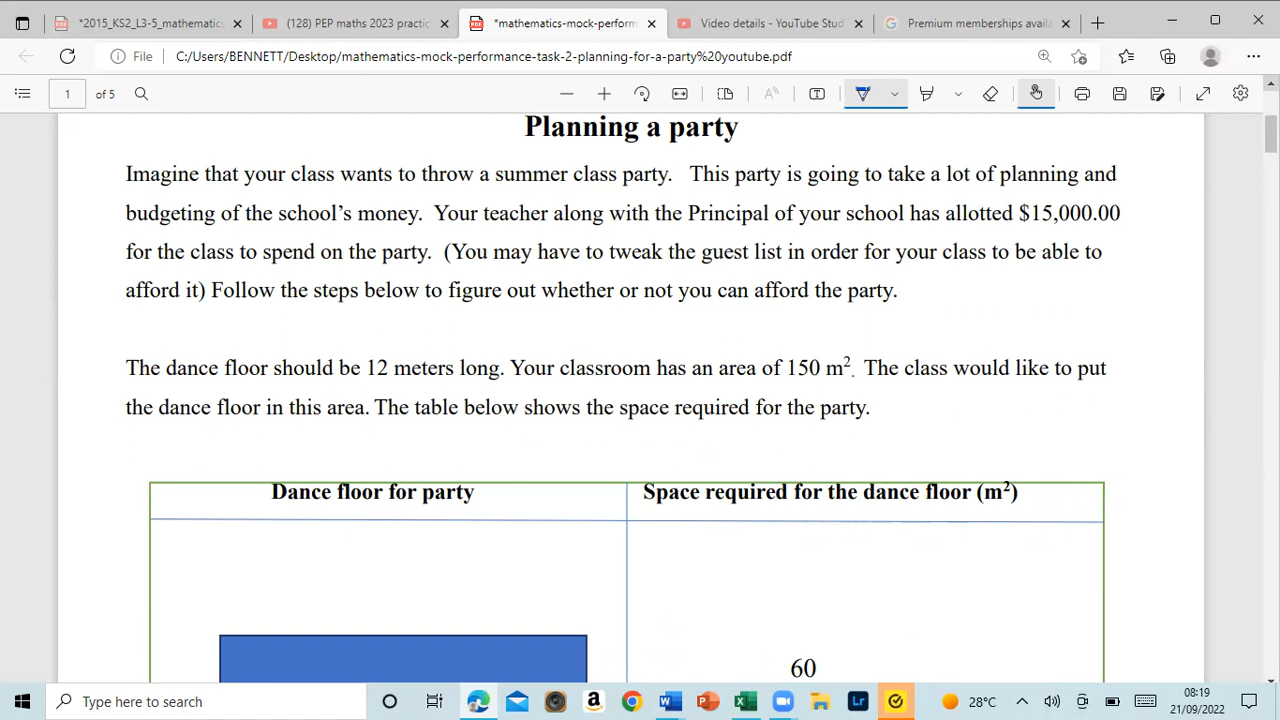 *2015_KS2_L3-5_mathematics
(128) PEP maths 2023 practic
*mathematics-mock-perform
Video details - YouTube Stud
Premium memberships avail
File
C:/Users/BENNETT/Desktop/mathematics-mock-performance-task-2-planning-for-a-party%20youtube.pdf
1 of 5
Planning a party
Imagine that your class wants to throw a summer class party. This party is going to take a lot of planning and
budgeting of the school’s money. Your teacher along with the Principal of your school has allotted $15,000.00
for the class to spend on the party. (You may have to tweak the guest list in order for your class to be able to
afford it) Follow the steps below to figure out whether or not you can afford the party.
The dance floor should be 12 meters long. Your classroom has an area of 150 m². The class would like to put
the dance floor in this area. The table below shows the space required for the party.
Dance floor for party
Space required for the dance floor (m²)
60
Type here to search
28°C
08:19
21/09/2022